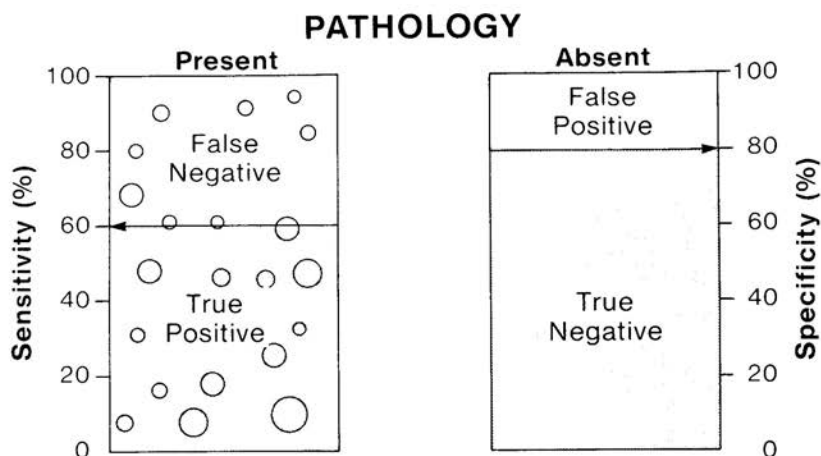 PATHOLOGY
Present
Absent
Sensitivity (%)
100
80
60
40
20
0
False
Negative
True
Positive
False
Positive
True
Negative
100
80
60
40
20
0
Specificity (%)